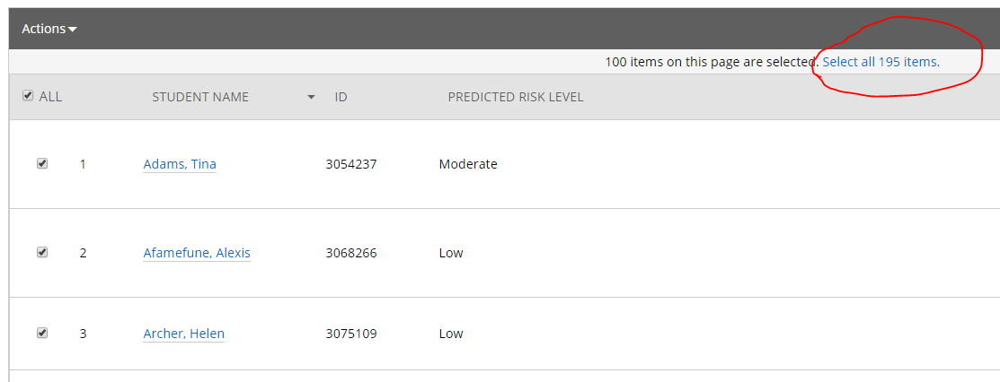 Actions
100 items on this page are selected. Select all 195 items.
ALL STUDENT NAME ID PREDICTED RISK LEVEL
1 Adams, Tina 3054237 Moderate
2 Afamefune, Alexis 3068266 Low
3 Archer, Helen 3075109 Low